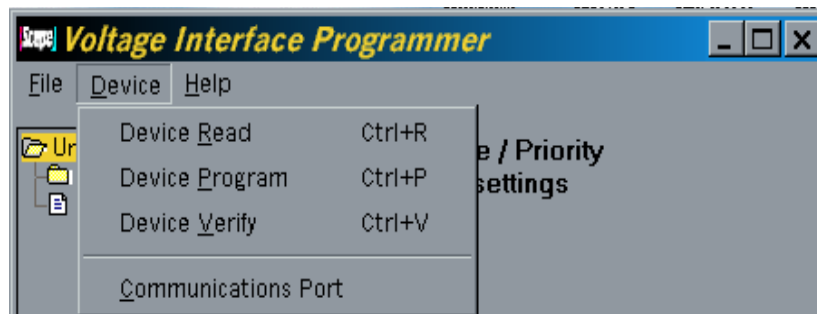 Scope Voltage Interface Programmer
File Device Help
Device Read Ctrl+R
Device Program Ctrl+P
Device Verify Ctrl+V
Communications Port
/ Priority
settings